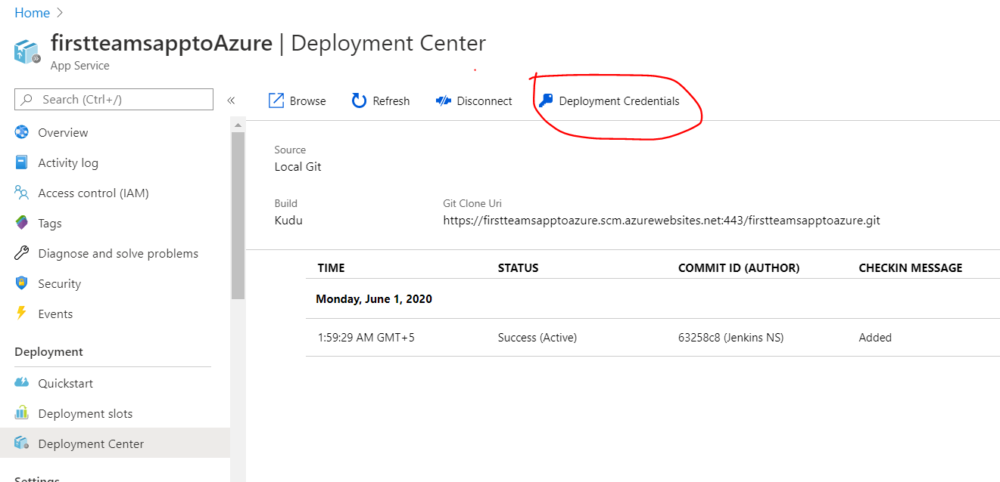 Home >
firstteamsapptoAzure | Deployment Center
App Service
Search (Ctrl+/)
«
Browse
Refresh
Disconnect
Deployment Credentials
Overview
Activity log
Access control (IAM)
Tags
Diagnose and solve problems
Security
Events
Deployment
Quickstart
Deployment slots
Deployment Center
Settings
Source
Local Git
Build
Kudu
Git Clone Uri
https://firstteamsapptoazure.scm.azurewebsites.net:443/firstteamsapptoazure.git
TIME STATUS COMMIT ID (AUTHOR) CHECKIN MESSAGE
Monday, June 1, 2020
1:59:29 AM GMT+5 Success (Active) 63258c8 (Jenkins NS) Added